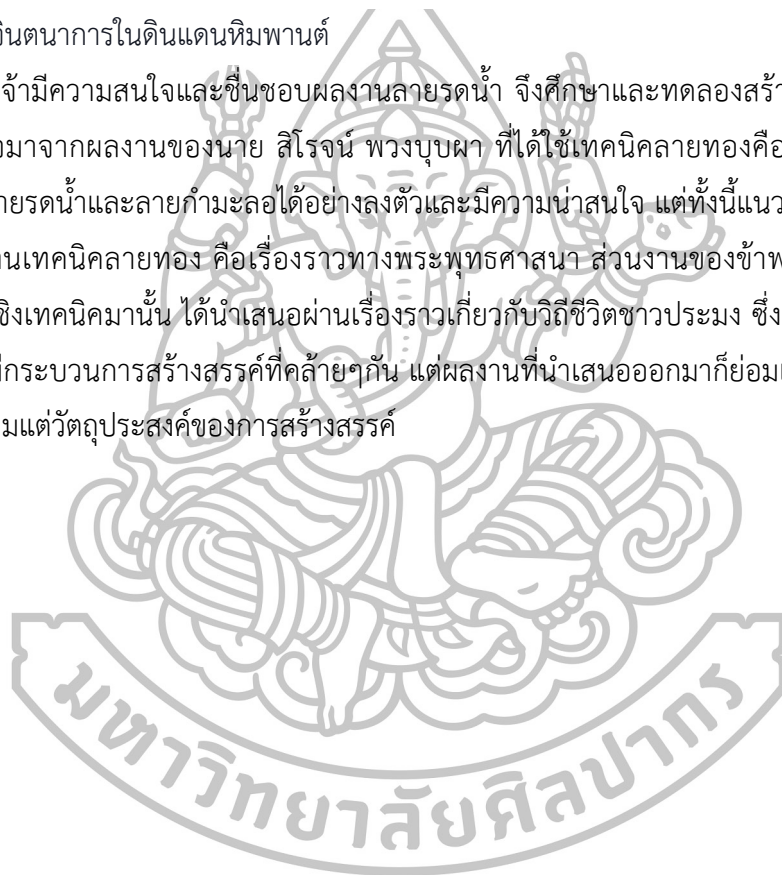 จินตนาการในดินแดนหิมพานต์
เจ้ามีความสนใจและชื่นชอบผลงานลายรดน้ำ จึงศึกษาและทดลองสร้า
มาจากผลงานของนาย สิโรจน์ พวงบุบผา ที่ได้ใช้เทคนิคลายทองคือ
ายรดน้ำและลายกำมะลอได้อย่างลงตัวและมีความน่าสนใจ แต่ทั้งนี้แนว
านเทคนิคลายทอง คือเรื่องราวทางพระพุทธศาสนา ส่วนงานของข้าพ
เชิงเทคนิคมานั้น ได้นำเสนอผ่านเรื่องราวเกี่ยวกับวิถีชีวิตชาวประมง ซึ่ง
กระบวนการสร้างสรรค์ที่คล้ายๆกัน แต่ผลงานที่นำเสนอออกมาก็ย่อม
มแต่วัตถุประสงค์ของการสร้างสรรค์
มหาวิทยาลัยศิลปากร